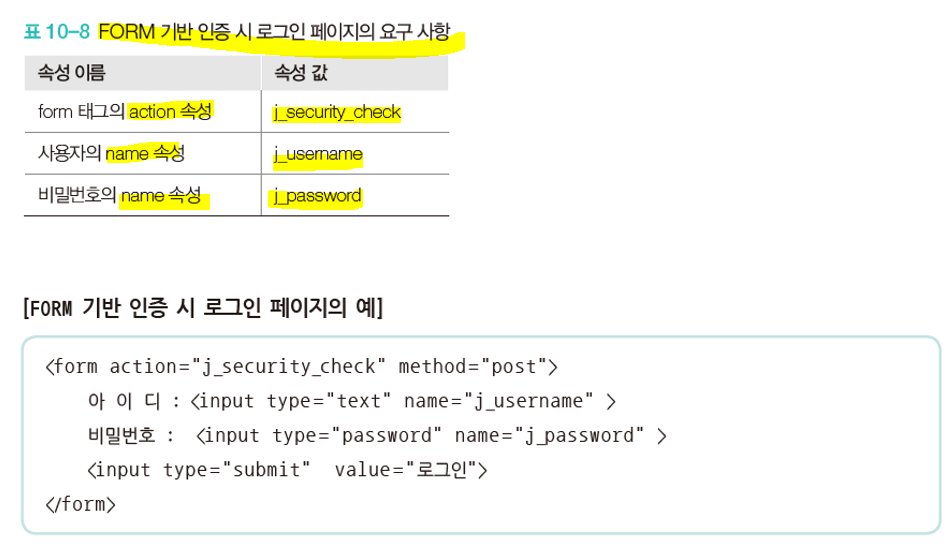 표 10-8 FORM 기반 인증 시 로그인 페이지의 요구 사항
속성 이름 속성 값
form 태그의 action 속성 j_security_check
사용자의 name 속성 j_username
비밀번호의 name 속성 j_password
[FORM 기반 인증 시 로그인 페이지의 예]
<form action="j_security_check" method="post">
아 이 디 : <input type="text" name="j_username" >
비밀번호 : <input type="password" name="j_password" >
<input type="submit" value="로그인">
</form>